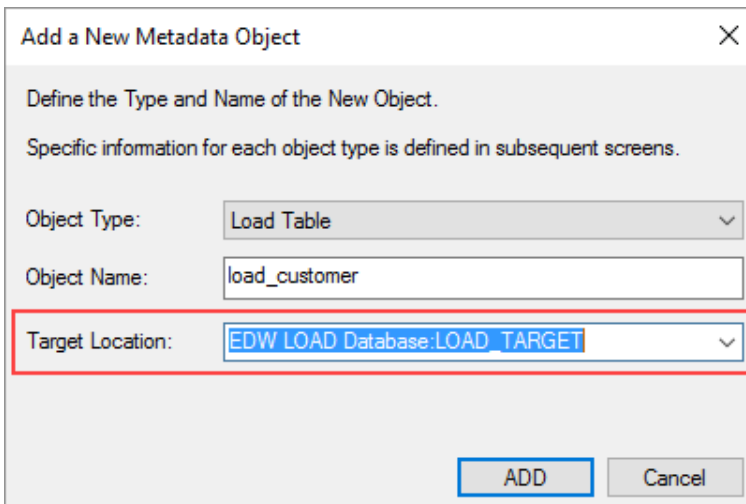 Add a New Metadata Object
Define the Type and Name of the New Object.
Specific information for each object type is defined in subsequent screens.
Object Type: Load Table
Object Name: load_customer
Target Location: EDW LOAD Database:LOAD_TARGET
ADD Cancel